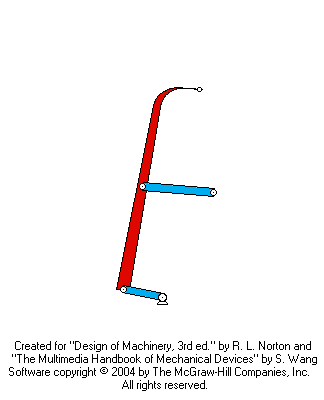 Created for "Design of Machinery, 3rd ed." by R. L. Norton and
"The Multimedia Handbook of Mechanical Devices" by S. Wang
Software copyright © 2004 by The McGraw-Hill Companies, Inc.
All rights reserved.